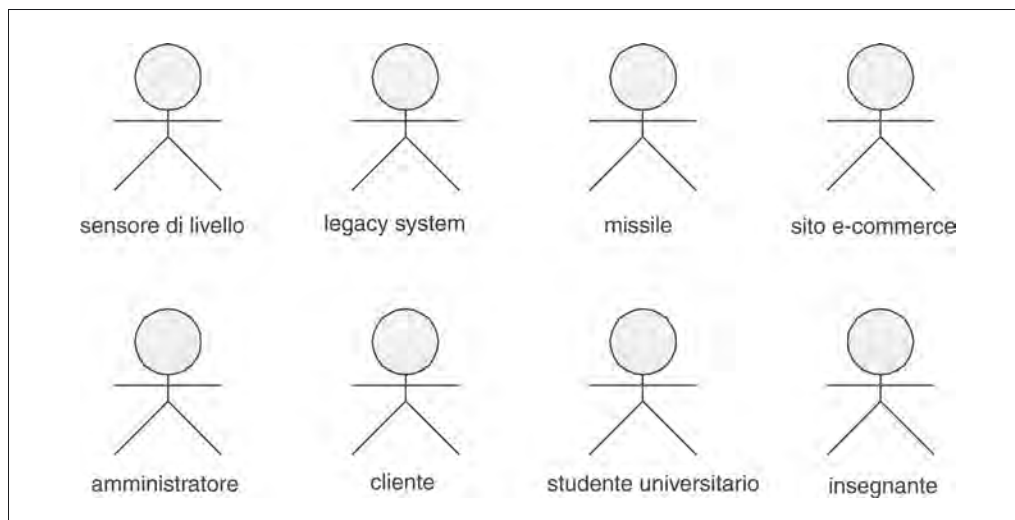 sensore di livello
legacy system
missile
sito e-commerce
amministratore
cliente
studente universitario
insegnante